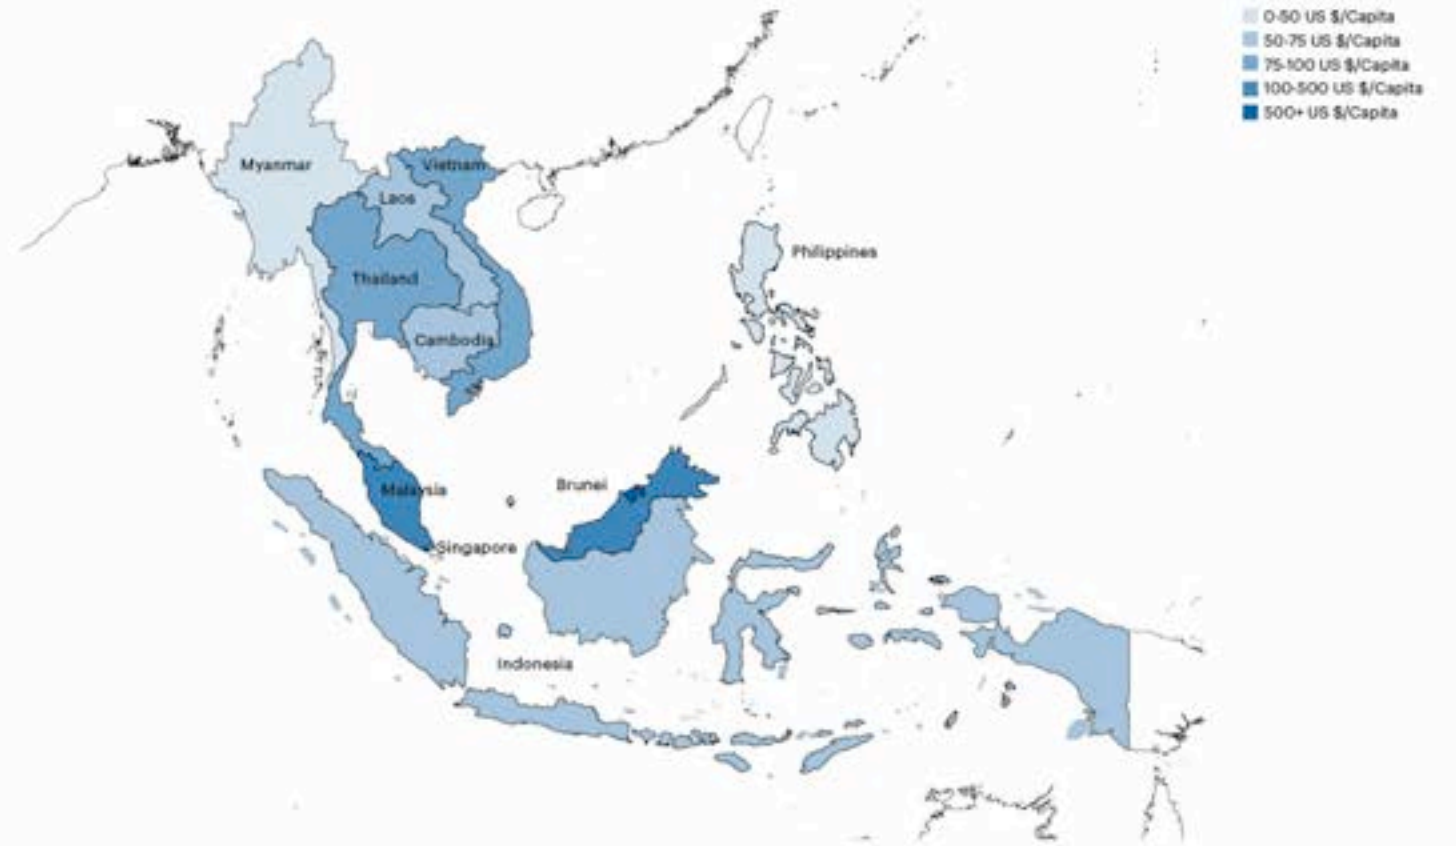 0-50 US $/Capita
50-75 US $/Capita
75-100 US $/Capita
100-500 US $/Capita
500+ US $/Capita
Myanmar
Vietnam
Laos
Philippines
Thailand
Cambodia
Brunei
Malaysia
Singapore
Indonesia